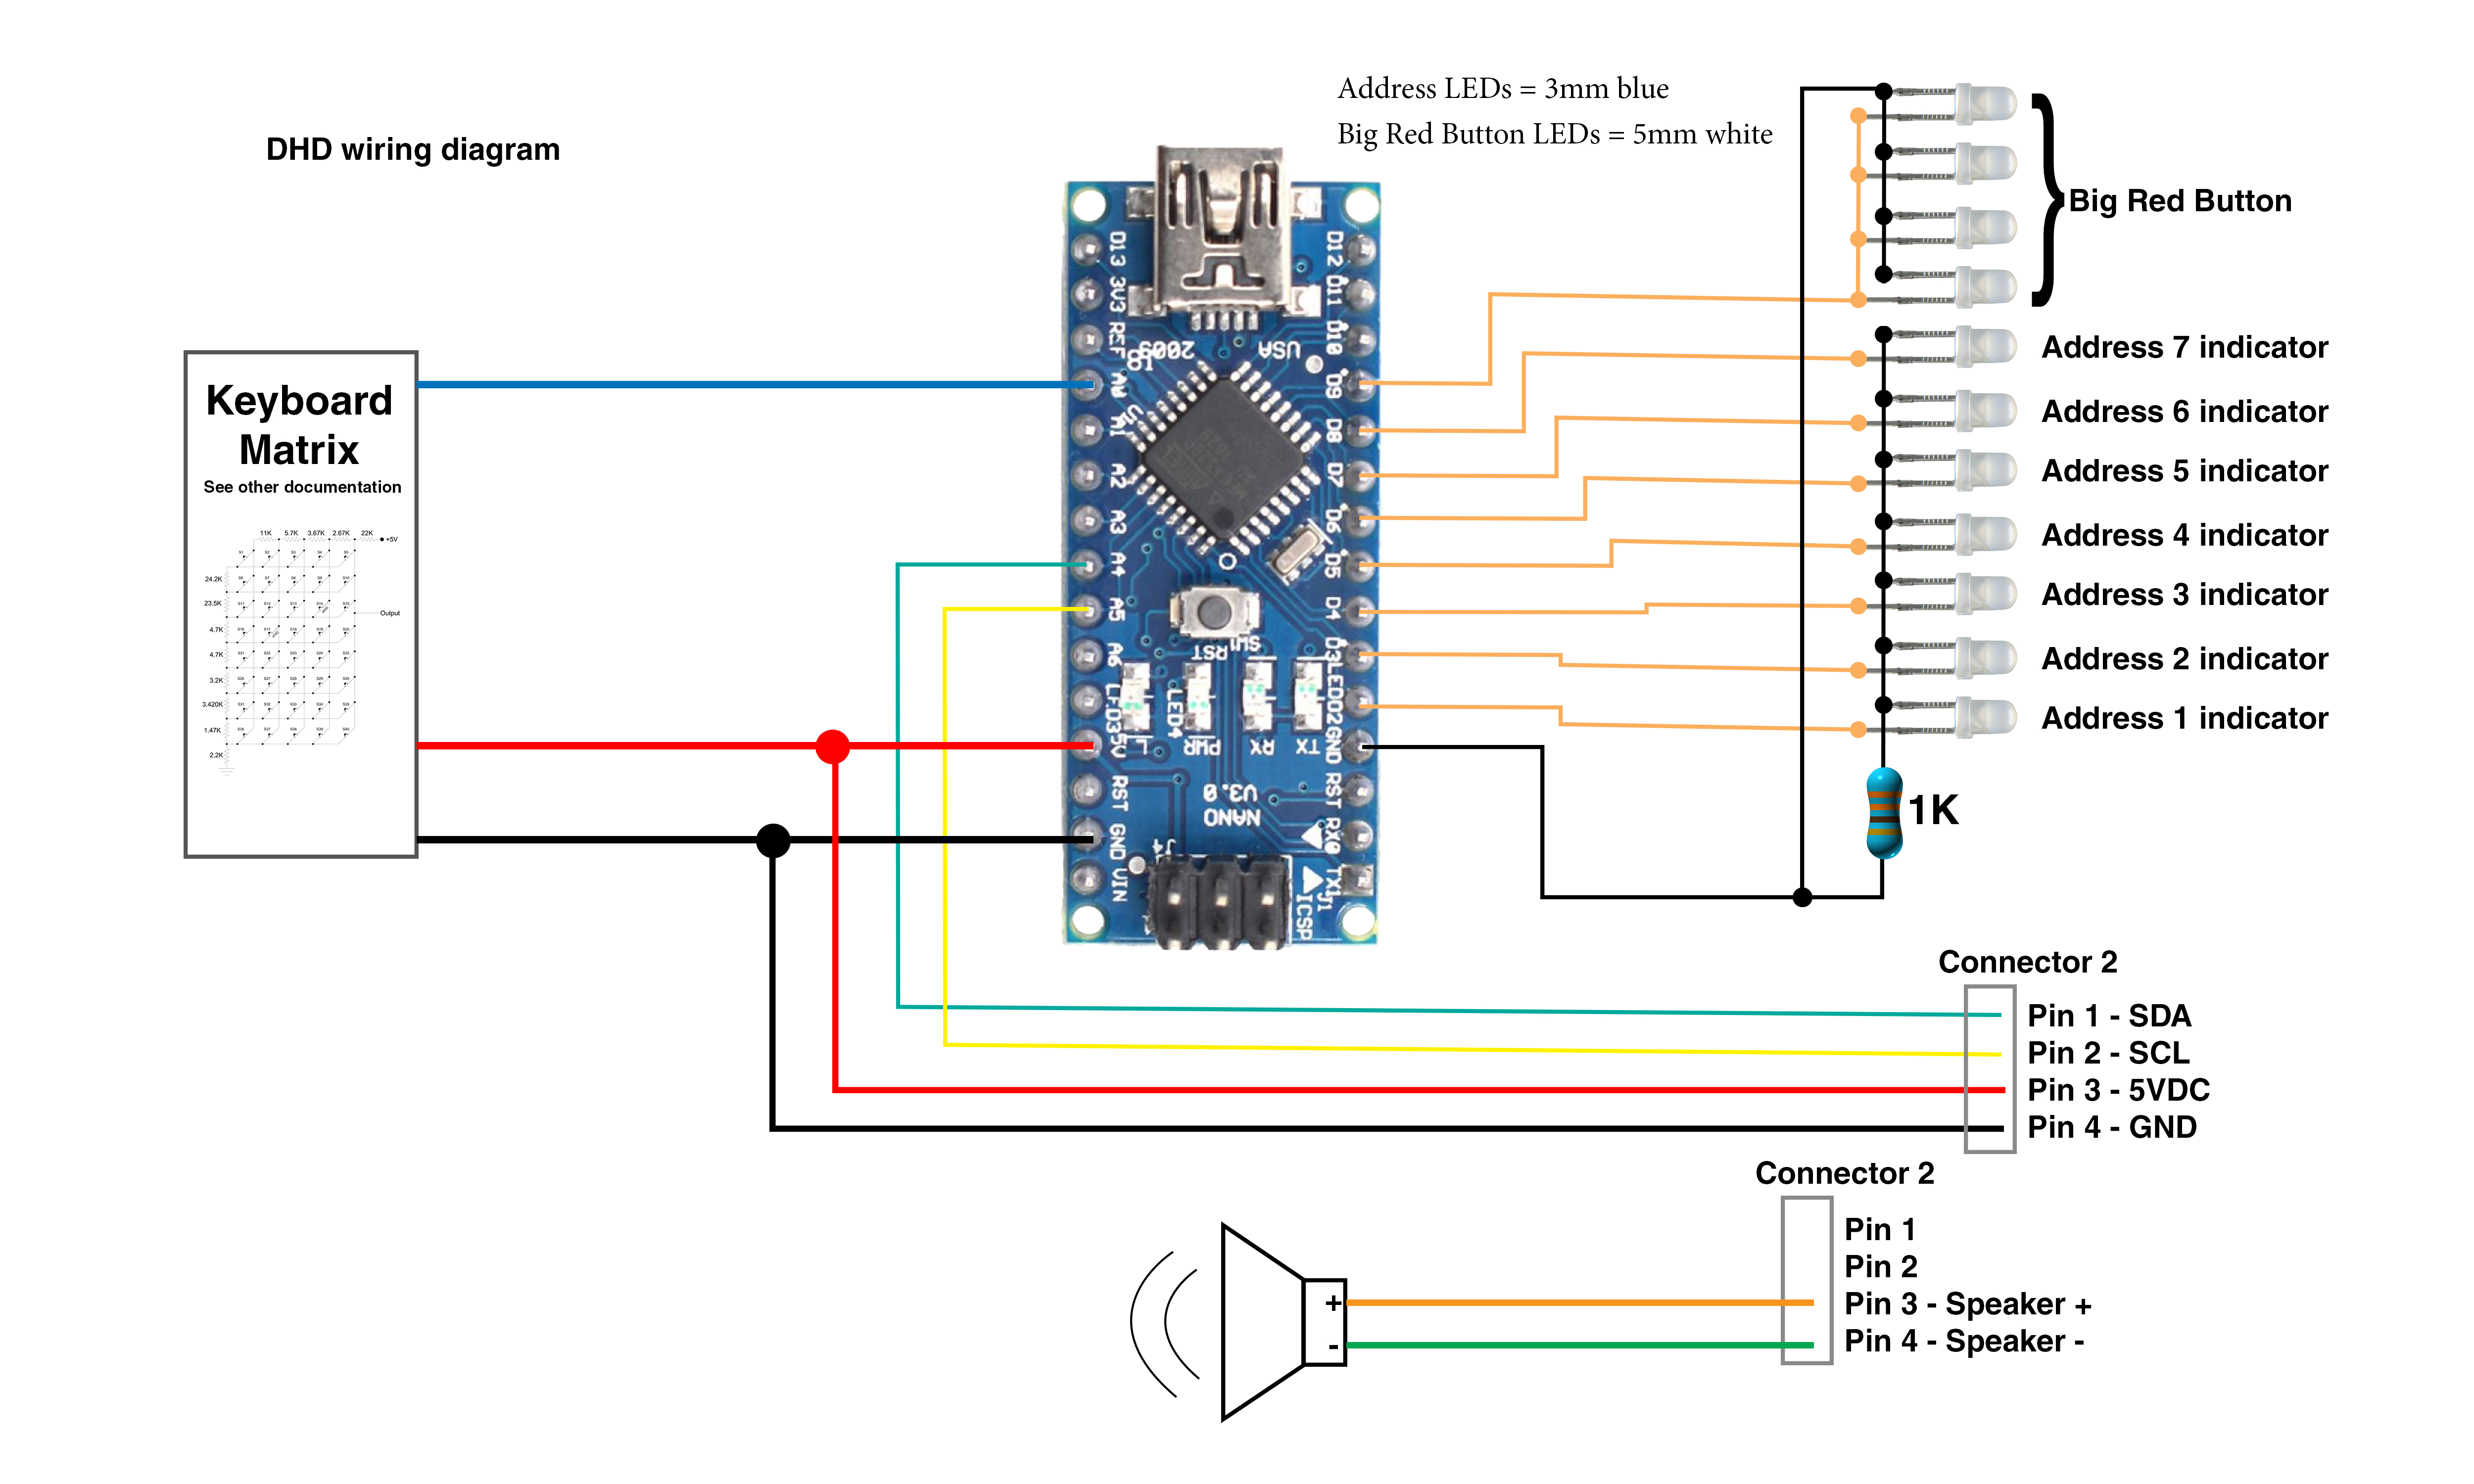 Address LEDs = 3mm blue
Big Red Button LEDs = 5mm white
DHD wiring diagram
Big Red Button
Address 7 indicator
Address 6 indicator
Address 5 indicator
Address 4 indicator
Address 3 indicator
Address 2 indicator
Address 1 indicator
1K
Keyboard
Matrix
See other documentation
11K 5.7K 3.67K 2.67K 22K
+5V
24.2K
23.5K
Output
4.7K
4.7K
3.2K
3.420K
1.47K
2.2K
D13
3V3
REF
A0
A1
A2
A3
A4
A5
A6
5V
RST
GND
VIN
D12
D11
D10
D9
D8
D7
D6
D5
D4
D3
D2
GND
RST
RX0
TX1
2009
USA
RST
SW1
L
LED4
PWR
RX
TX
NANO
V3.0
J1
ICSP
Connector 2
Pin 1 - SDA
Pin 2 - SCL
Pin 3 - 5VDC
Pin 4 - GND
Connector 2
Pin 1
Pin 2
+
Pin 3 - Speaker +
-
Pin 4 - Speaker -